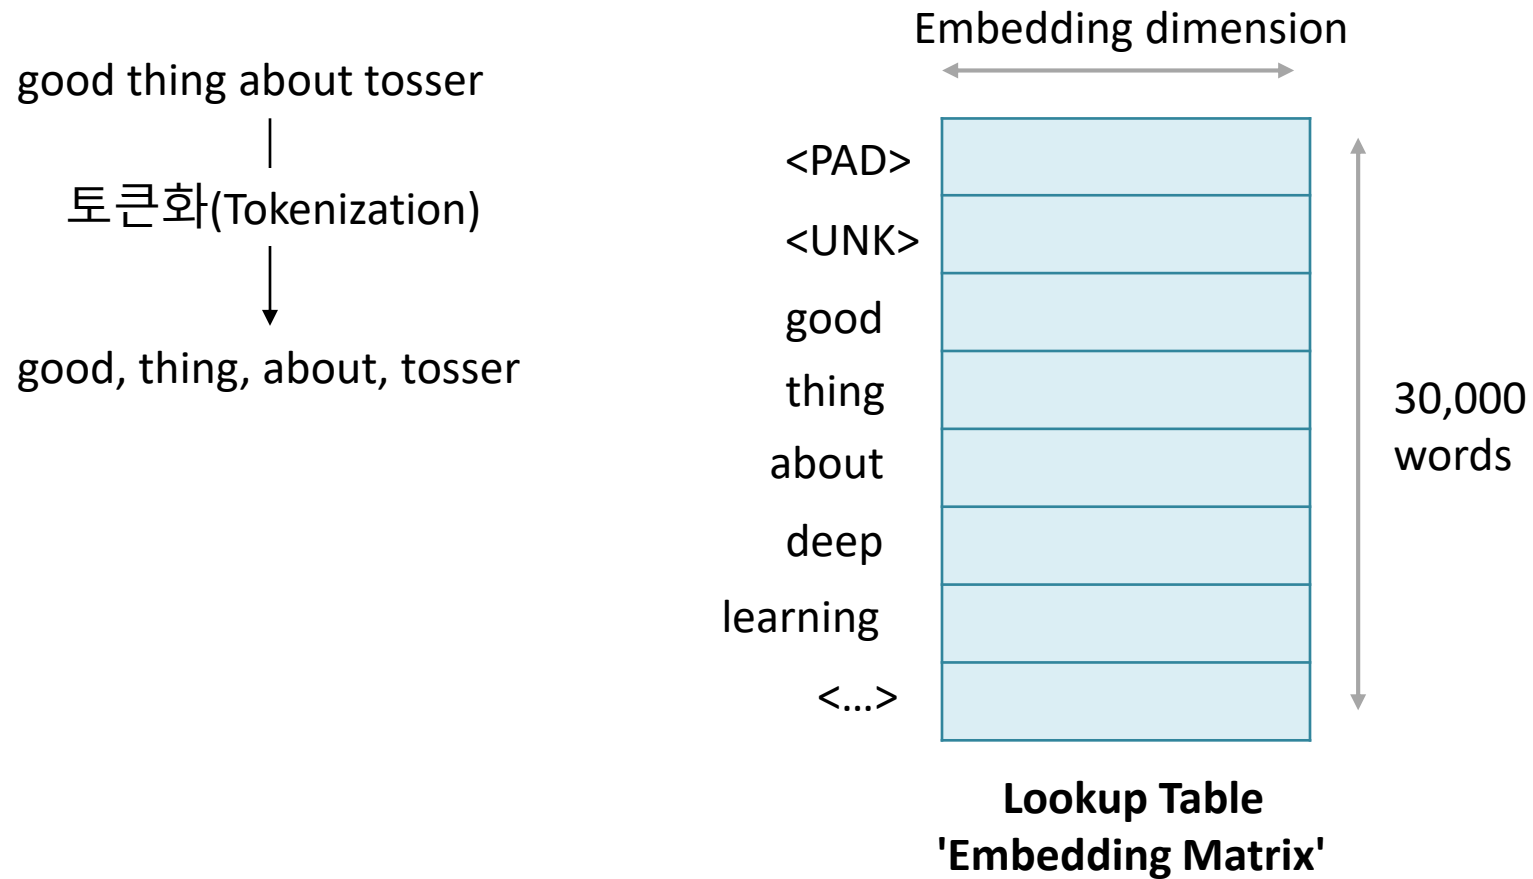 good thing about tosser
토큰화(Tokenization)
good, thing, about, tosser
Embedding dimension
<PAD>
<UNK>
good
thing
about
deep
learning
<...>
30,000
words
Lookup Table
'Embedding Matrix'